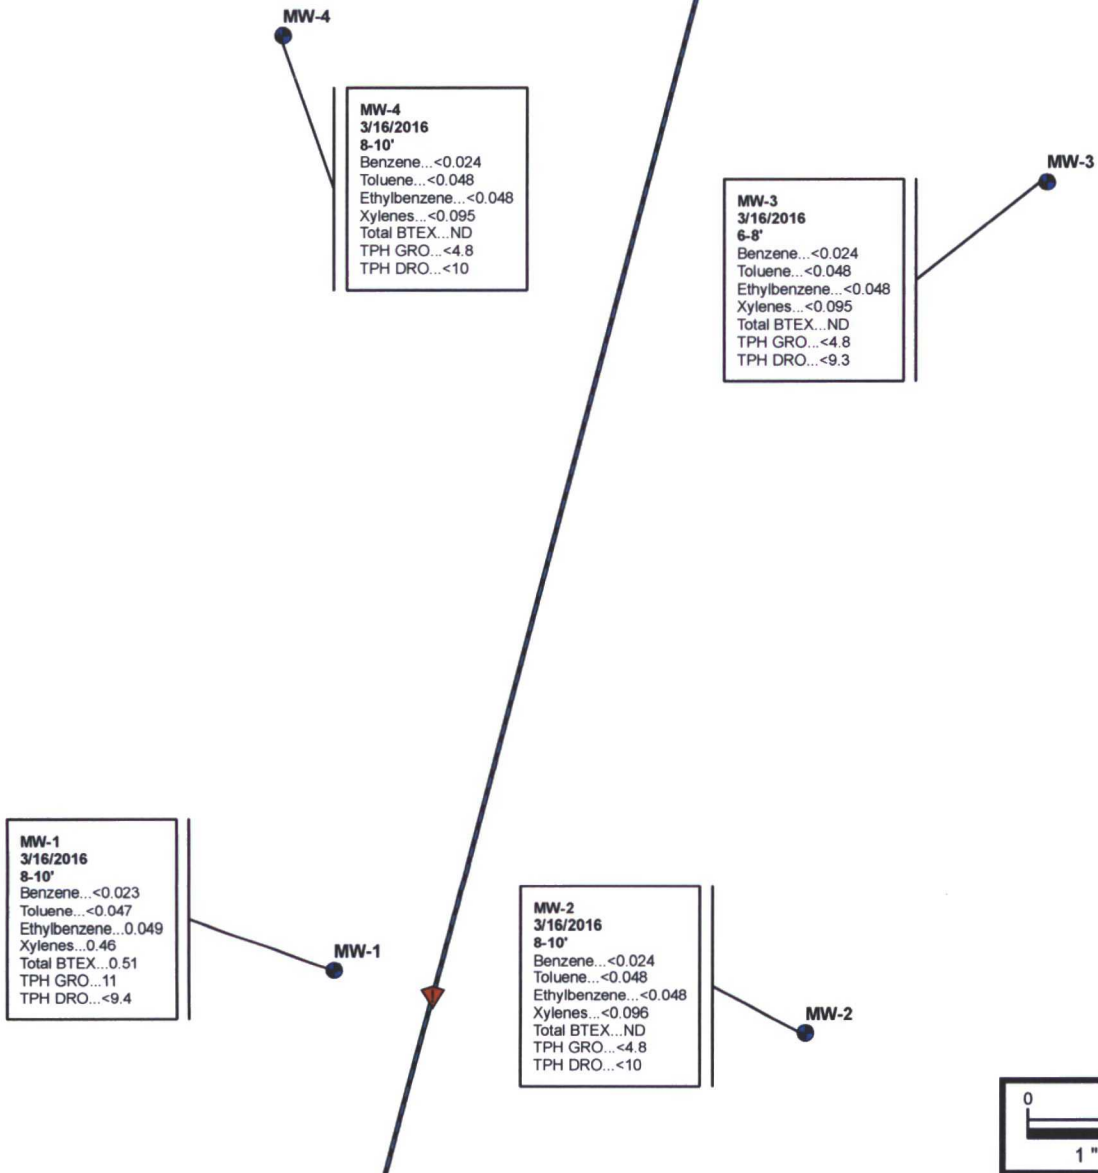 MW-4
MW-4
3/16/2016
8-10'
Benzene...<0.024
Toluene...<0.048
Ethylbenzene...<0.048
Xylenes...<0.095
Total BTEX...ND
TPH GRO...<4.8
TPH DRO...<10
MW-3
MW-3
3/16/2016
6-8'
Benzene...<0.024
Toluene...<0.048
Ethylbenzene...<0.048
Xylenes...<0.095
Total BTEX...ND
TPH GRO...<4.8
TPH DRO...<9.3
MW-1
3/16/2016
8-10'
Benzene...<0.023
Toluene...<0.047
Ethylbenzene...0.049
Xylenes...0.46
Total BTEX...0.51
TPH GRO...11
TPH DRO...<9.4
MW-1
MW-2
3/16/2016
8-10'
Benzene...<0.024
Toluene...<0.048
Ethylbenzene...<0.048
Xylenes...<0.096
Total BTEX...ND
TPH GRO...<4.8
TPH DRO...<10
MW-2
0
1 "